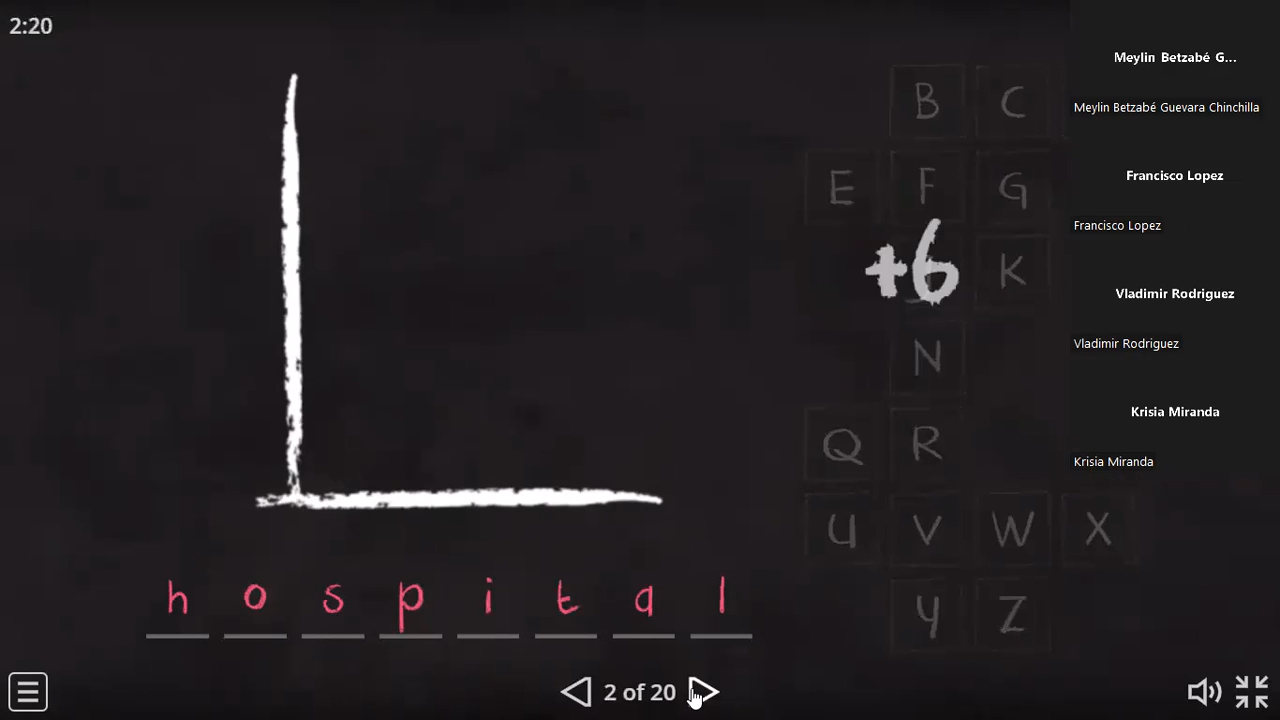 2:20
B C
E F G
+6
K
N
Q R
U V W X
Y Z
h o s p i t a l
2 of 20
Meylin Betzabé G...
Meylin Betzabé Guevara Chinchilla
Francisco Lopez
Francisco Lopez
Vladimir Rodriguez
Vladimir Rodriguez
Krisia Miranda
Krisia Miranda